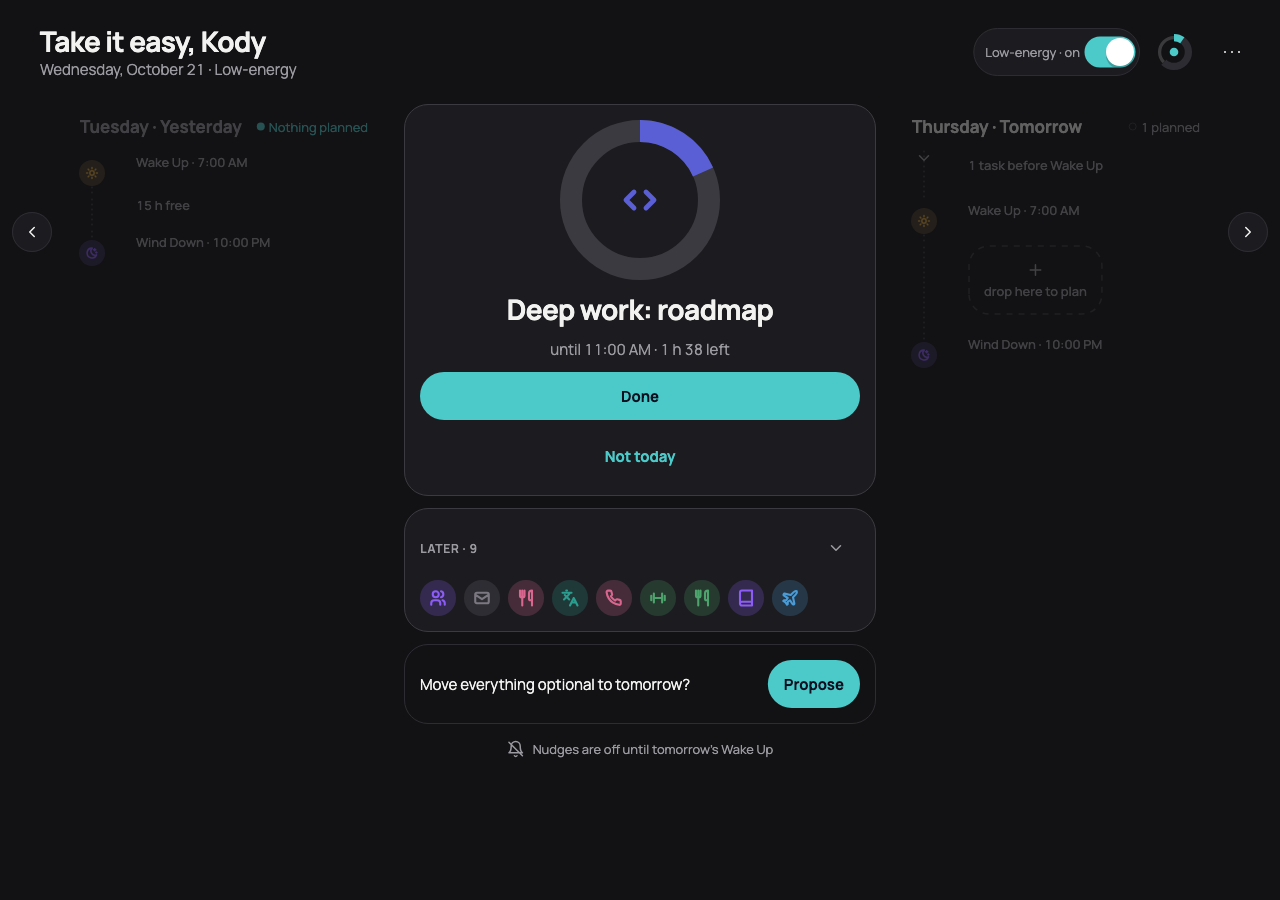 Take it easy, Kody
Wednesday, October 21 · Low-energy
Low-energy · on
Tuesday · Yesterday
Nothing planned
Wake Up · 7:00 AM
15 h free
Wind Down · 10:00 PM
Deep work: roadmap
until 11:00 AM · 1 h 38 left
Done
Not today
LATER · 9
Move everything optional to tomorrow?
Propose
Nudges are off until tomorrow's Wake Up
Thursday · Tomorrow
1 planned
1 task before Wake Up
Wake Up · 7:00 AM
drop here to plan
Wind Down · 10:00 PM